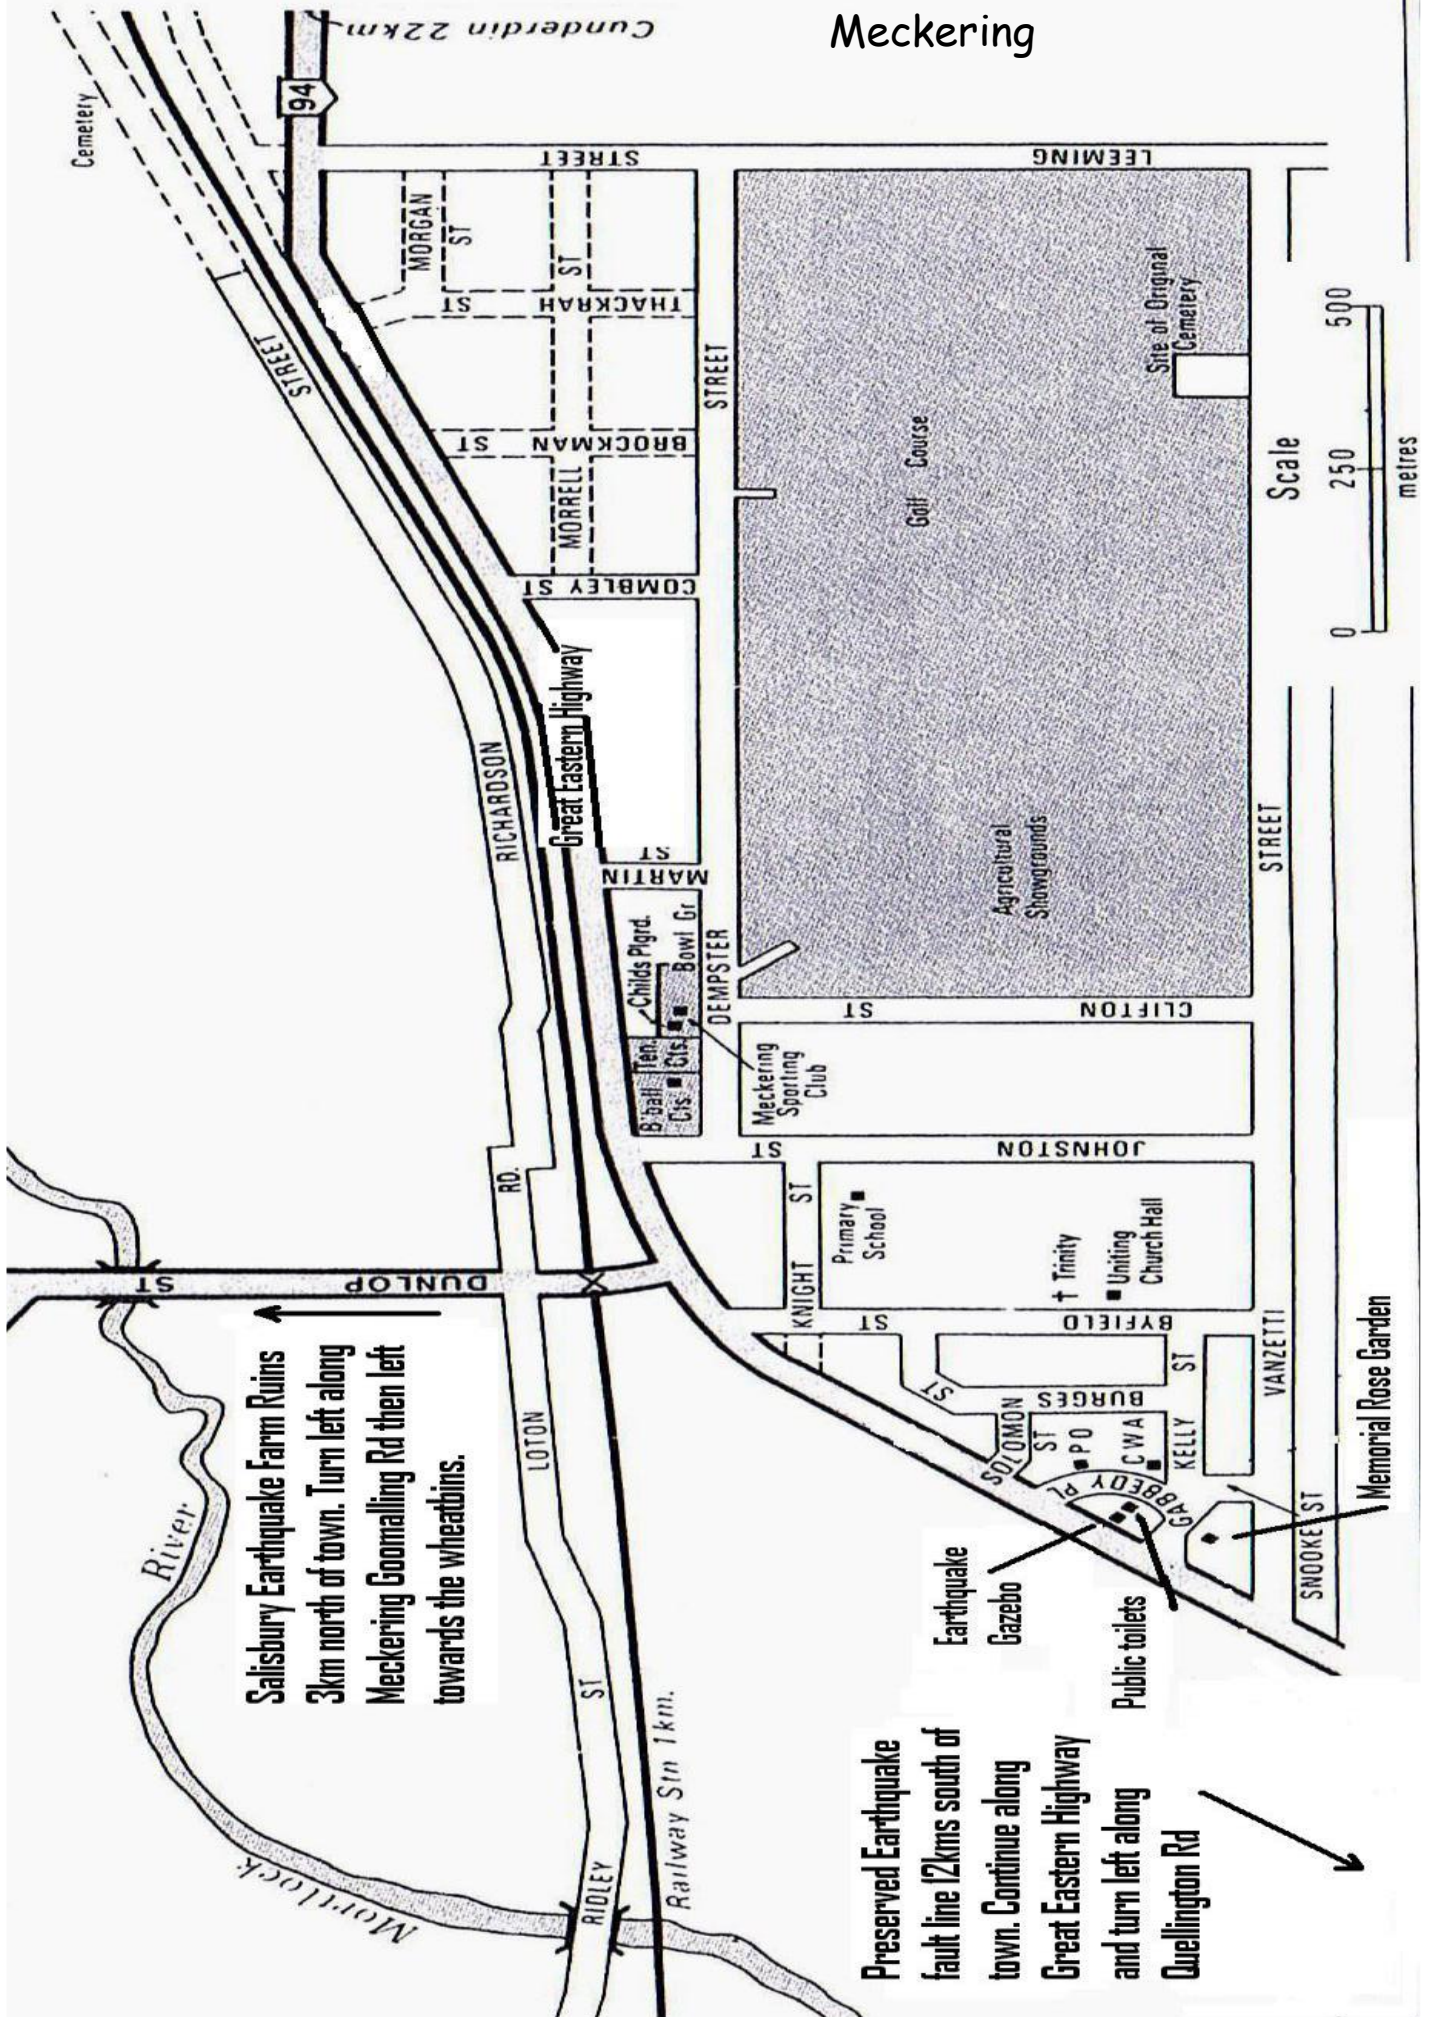 Meckering
Cunderdin 22km
94
Cemetery
LEEMING
STREET
MORGAN
ST
THACKRAH
ST
MORRELL
ST
BROCKMAN
ST
COMBLEY ST
RICHARDSON
STREET
Great Eastern Highway
MARTIN
ST
DEMPSTER
STREET
Childs Plgrd.
Bowl Gr
Ten.
Cts.
B'ball
Cts.
Meckering
Sporting
Club
Golf Course
Site of Original
Cemetery
Agricultural
Showgrounds
CLIFTON
ST
JOHNSTON
ST
KNIGHT ST
Primary
School
† Trinity
Uniting
Church Hall
BYFIELD
ST
BURGES
ST
SOLOMON
ST
P O
C W A
KELLY
ST
GABBEDY PL
VANZETTI
STREET
SNOOKE ST
Memorial Rose Garden
Earthquake
Gazebo
Public toilets
DUNLOP
ST
RD.
LOTON
ST
RIDLEY
Railway Stn 1km.
Mortlock
River
Salisbury Earthquake Farm Ruins
3km north of town. Turn left along
Meckering Goomalling Rd then left
towards the wheatbins.
Preserved Earthquake
fault line 12kms south of
town. Continue along
Great Eastern Highway
and turn left along
Quellington Rd
Scale
0 250 500
metres